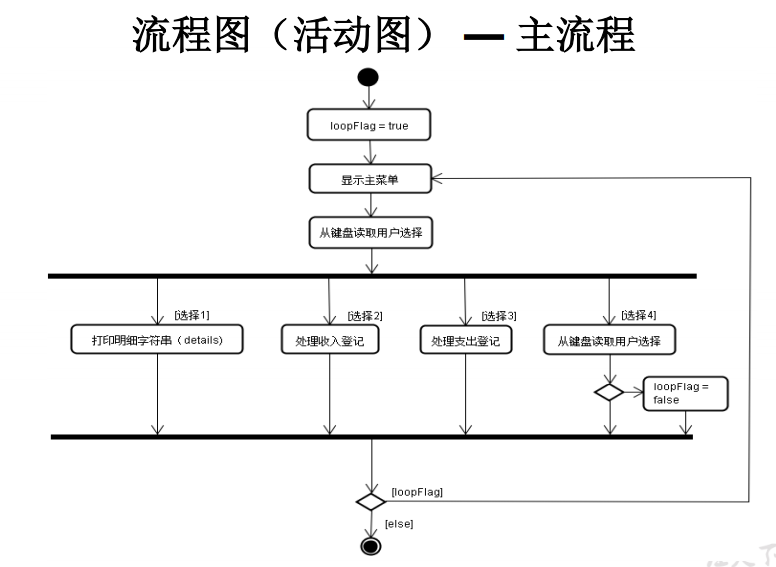 流程图（活动图） — 主流程
loopFlag = true
显示主菜单
从键盘读取用户选择
[选择1]
[选择2]
[选择3]
[选择4]
打印明细字符串（details)
处理收入登记
处理支出登记
从键盘读取用户选择
loopFlag =
false
[loopFlag]
[else]